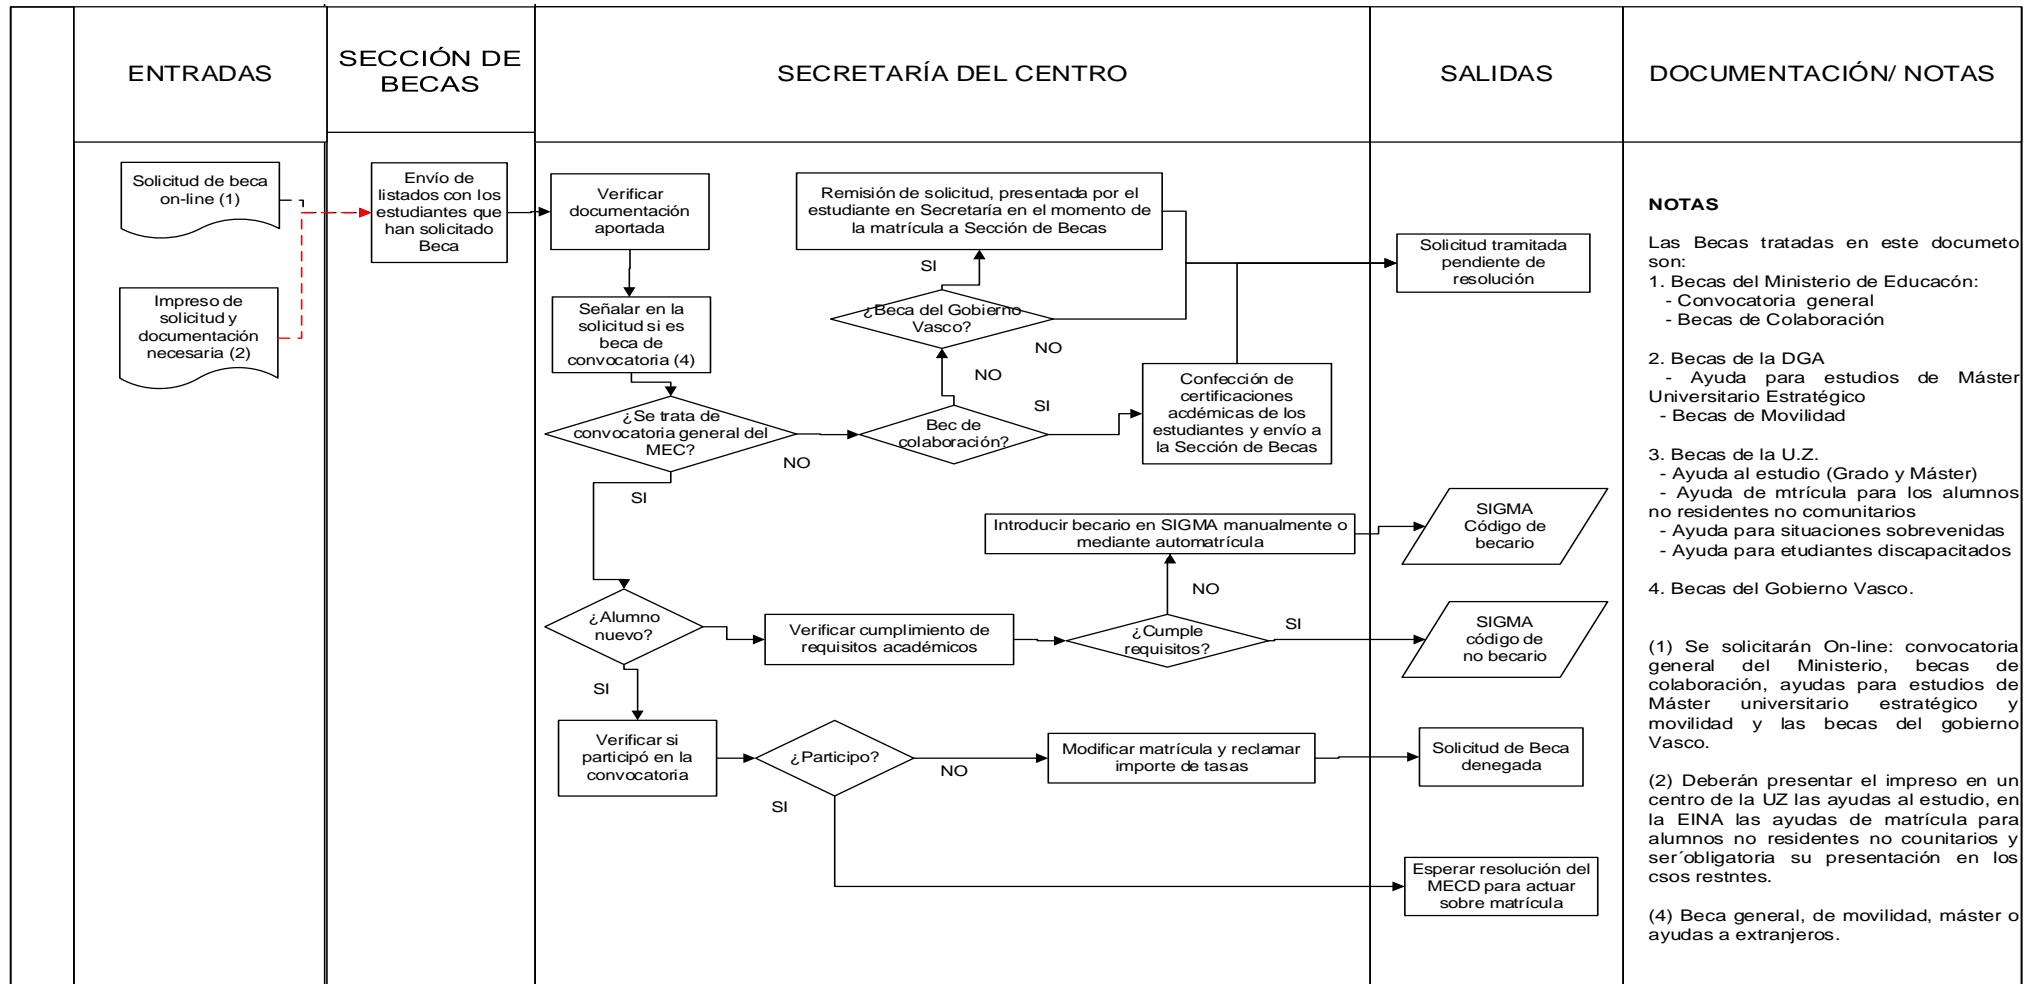 ENTRADAS
SECCIÓN DE
BECAS
SECRETARÍA DEL CENTRO
SALIDAS
DOCUMENTACIÓN/ NOTAS
Solicitud de beca
on-line (1)
Impreso de
solicitud y
documentación
necesaria (2)
Envío de
listados con los
estudiantes que
han solicitado
Beca
Verificar
documentación
aportada
Señalar en la
solicitud si es
beca de
convocatoria (4)
¿Se trata de
convocatoria general del
MEC?
NO
SI
Remisión de solicitud, presentada por el
estudiante en Secretaría en el momento de
la matrícula a Sección de Becas
SI
¿Beca del Gobierno
Vasco?
NO
NO
Bec de
colaboración?
SI
Confección de
certificaciones
acdémicas de los
estudiantes y envío a
la Sección de Becas
Solicitud tramitada
pendiente de
resolución
Introducir becario en SIGMA manualmente o
mediante automatrícula
SIGMA
Código de
becario
NO
¿Alumno
nuevo?
Verificar cumplimiento de
requisitos académicos
¿Cumple
requisitos?
SI
SIGMA
código de
no becario
SI
Verificar si
participó en la
convocatoria
¿Participo?
NO
SI
Modificar matrícula y reclamar
importe de tasas
Solicitud de Beca
denegada
Esperar resolución del
MECD para actuar
sobre matrícula
NOTAS
Las Becas tratadas en este documeto
son:
1. Becas del Ministerio de Educacón:
- Convocatoria general
- Becas de Colaboración
2. Becas de la DGA
- Ayuda para estudios de Máster
Universitario Estratégico
- Becas de Movilidad
3. Becas de la U.Z.
- Ayuda al estudio (Grado y Máster)
- Ayuda de mtrícula para los alumnos
no residentes no comunitarios
- Ayuda para situaciones sobrevenidas
- Ayuda para etudiantes discapacitados
4. Becas del Gobierno Vasco.
(1) Se solicitarán On-line: convocatoria
general del Ministerio, becas de
colaboración, ayudas para estudios de
Máster universitario estratégico y
movilidad y las becas del gobierno
Vasco.
(2) Deberán presentar el impreso en un
centro de la UZ las ayudas al estudio, en
la EINA las ayudas de matrícula para
alumnos no residentes no counitarios y
ser´obligatoria su presentación en los
csos restntes.
(4) Beca general, de movilidad, máster o
ayudas a extranjeros.